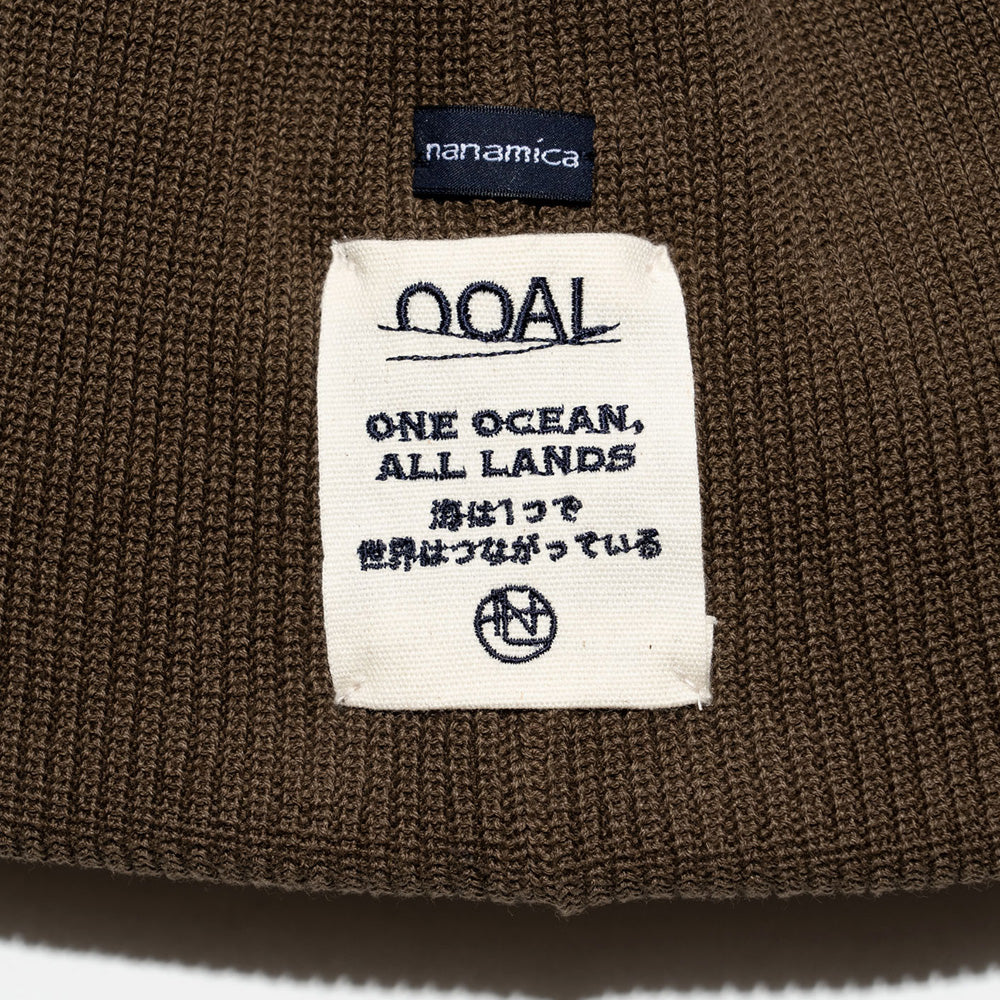 nanamica
OOAL
ONE OCEAN,
ALL LANDS
海は1つで
世界はつながっている